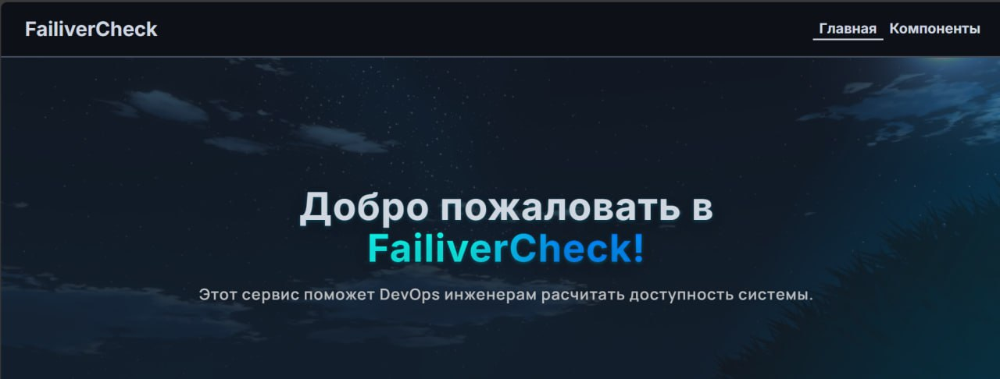 FailiverCheck
Главная Компоненты
Добро пожаловать в
FailiverCheck!
Этот сервис поможет DevOps инженерам расчитать доступность системы.